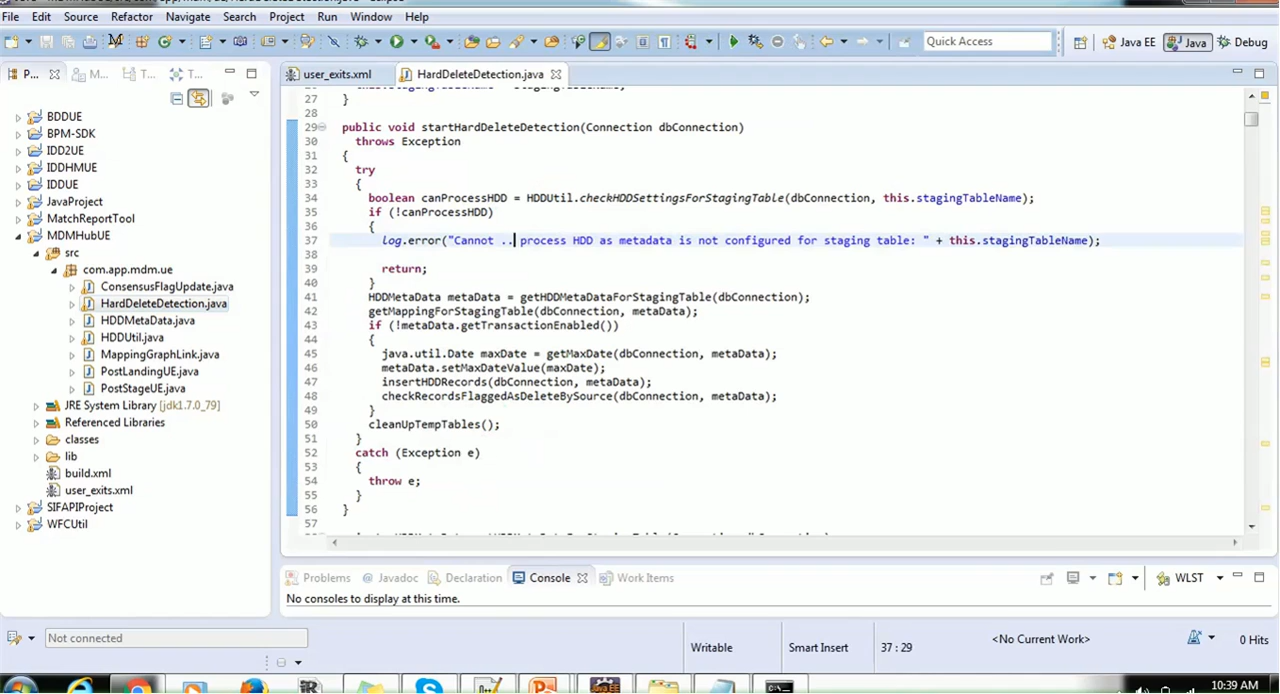 File Edit Source Refactor Navigate Search Project Run Window Help
Quick Access Java EE Java Debug
P... M... T... T...
user_exits.xml HardDeleteDetection.java
BDDUE
BPM-SDK
IDD2UE
IDDHMUE
IDDUE
JavaProject
MatchReportTool
MDMHubUE
src
com.app.mdm.ue
ConsensusFlagUpdate.java
HardDeleteDetection.java
HDDMetaData.java
HDDUtil.java
MappingGraphLink.java
PostLandingUE.java
PostStageUE.java
JRE System Library [jdk1.7.0_79]
Referenced Libraries
classes
lib
build.xml
user_exits.xml
SIFAPIProject
WFCUtil
27 }
28
29 public void startHardDeleteDetection(Connection dbConnection)
30 throws Exception
31 {
32 try
33 {
34 boolean canProcessHDD = HDDUtil.checkHDDSettingsForStagingTable(dbConnection, this.stagingTableName);
35 if (!canProcessHDD)
36 {
37 log.error("Cannot .. process HDD as metadata is not configured for staging table: " + this.stagingTableName);
38
39 return;
40 }
41 HDDMetaData metaData = getHDDMetaDataForStagingTable(dbConnection);
42 getMappingForStagingTable(dbConnection, metaData);
43 if (!metaData.getTransactionEnabled())
44 {
45 java.util.Date maxDate = getMaxDate(dbConnection, metaData);
46 metaData.setMaxDateValue(maxDate);
47 insertHDDRecords(dbConnection, metaData);
48 checkRecordsFlaggedAsDeleteBySource(dbConnection, metaData);
49 }
50 cleanUpTempTables();
51 }
52 catch (Exception e)
53 {
54 throw e;
55 }
56 }
57
Problems @ Javadoc Declaration Console Work Items
WLST
No consoles to display at this time.
Not connected
Writable Smart Insert 37 : 29 <No Current Work> 0 Hits
10:39 AM